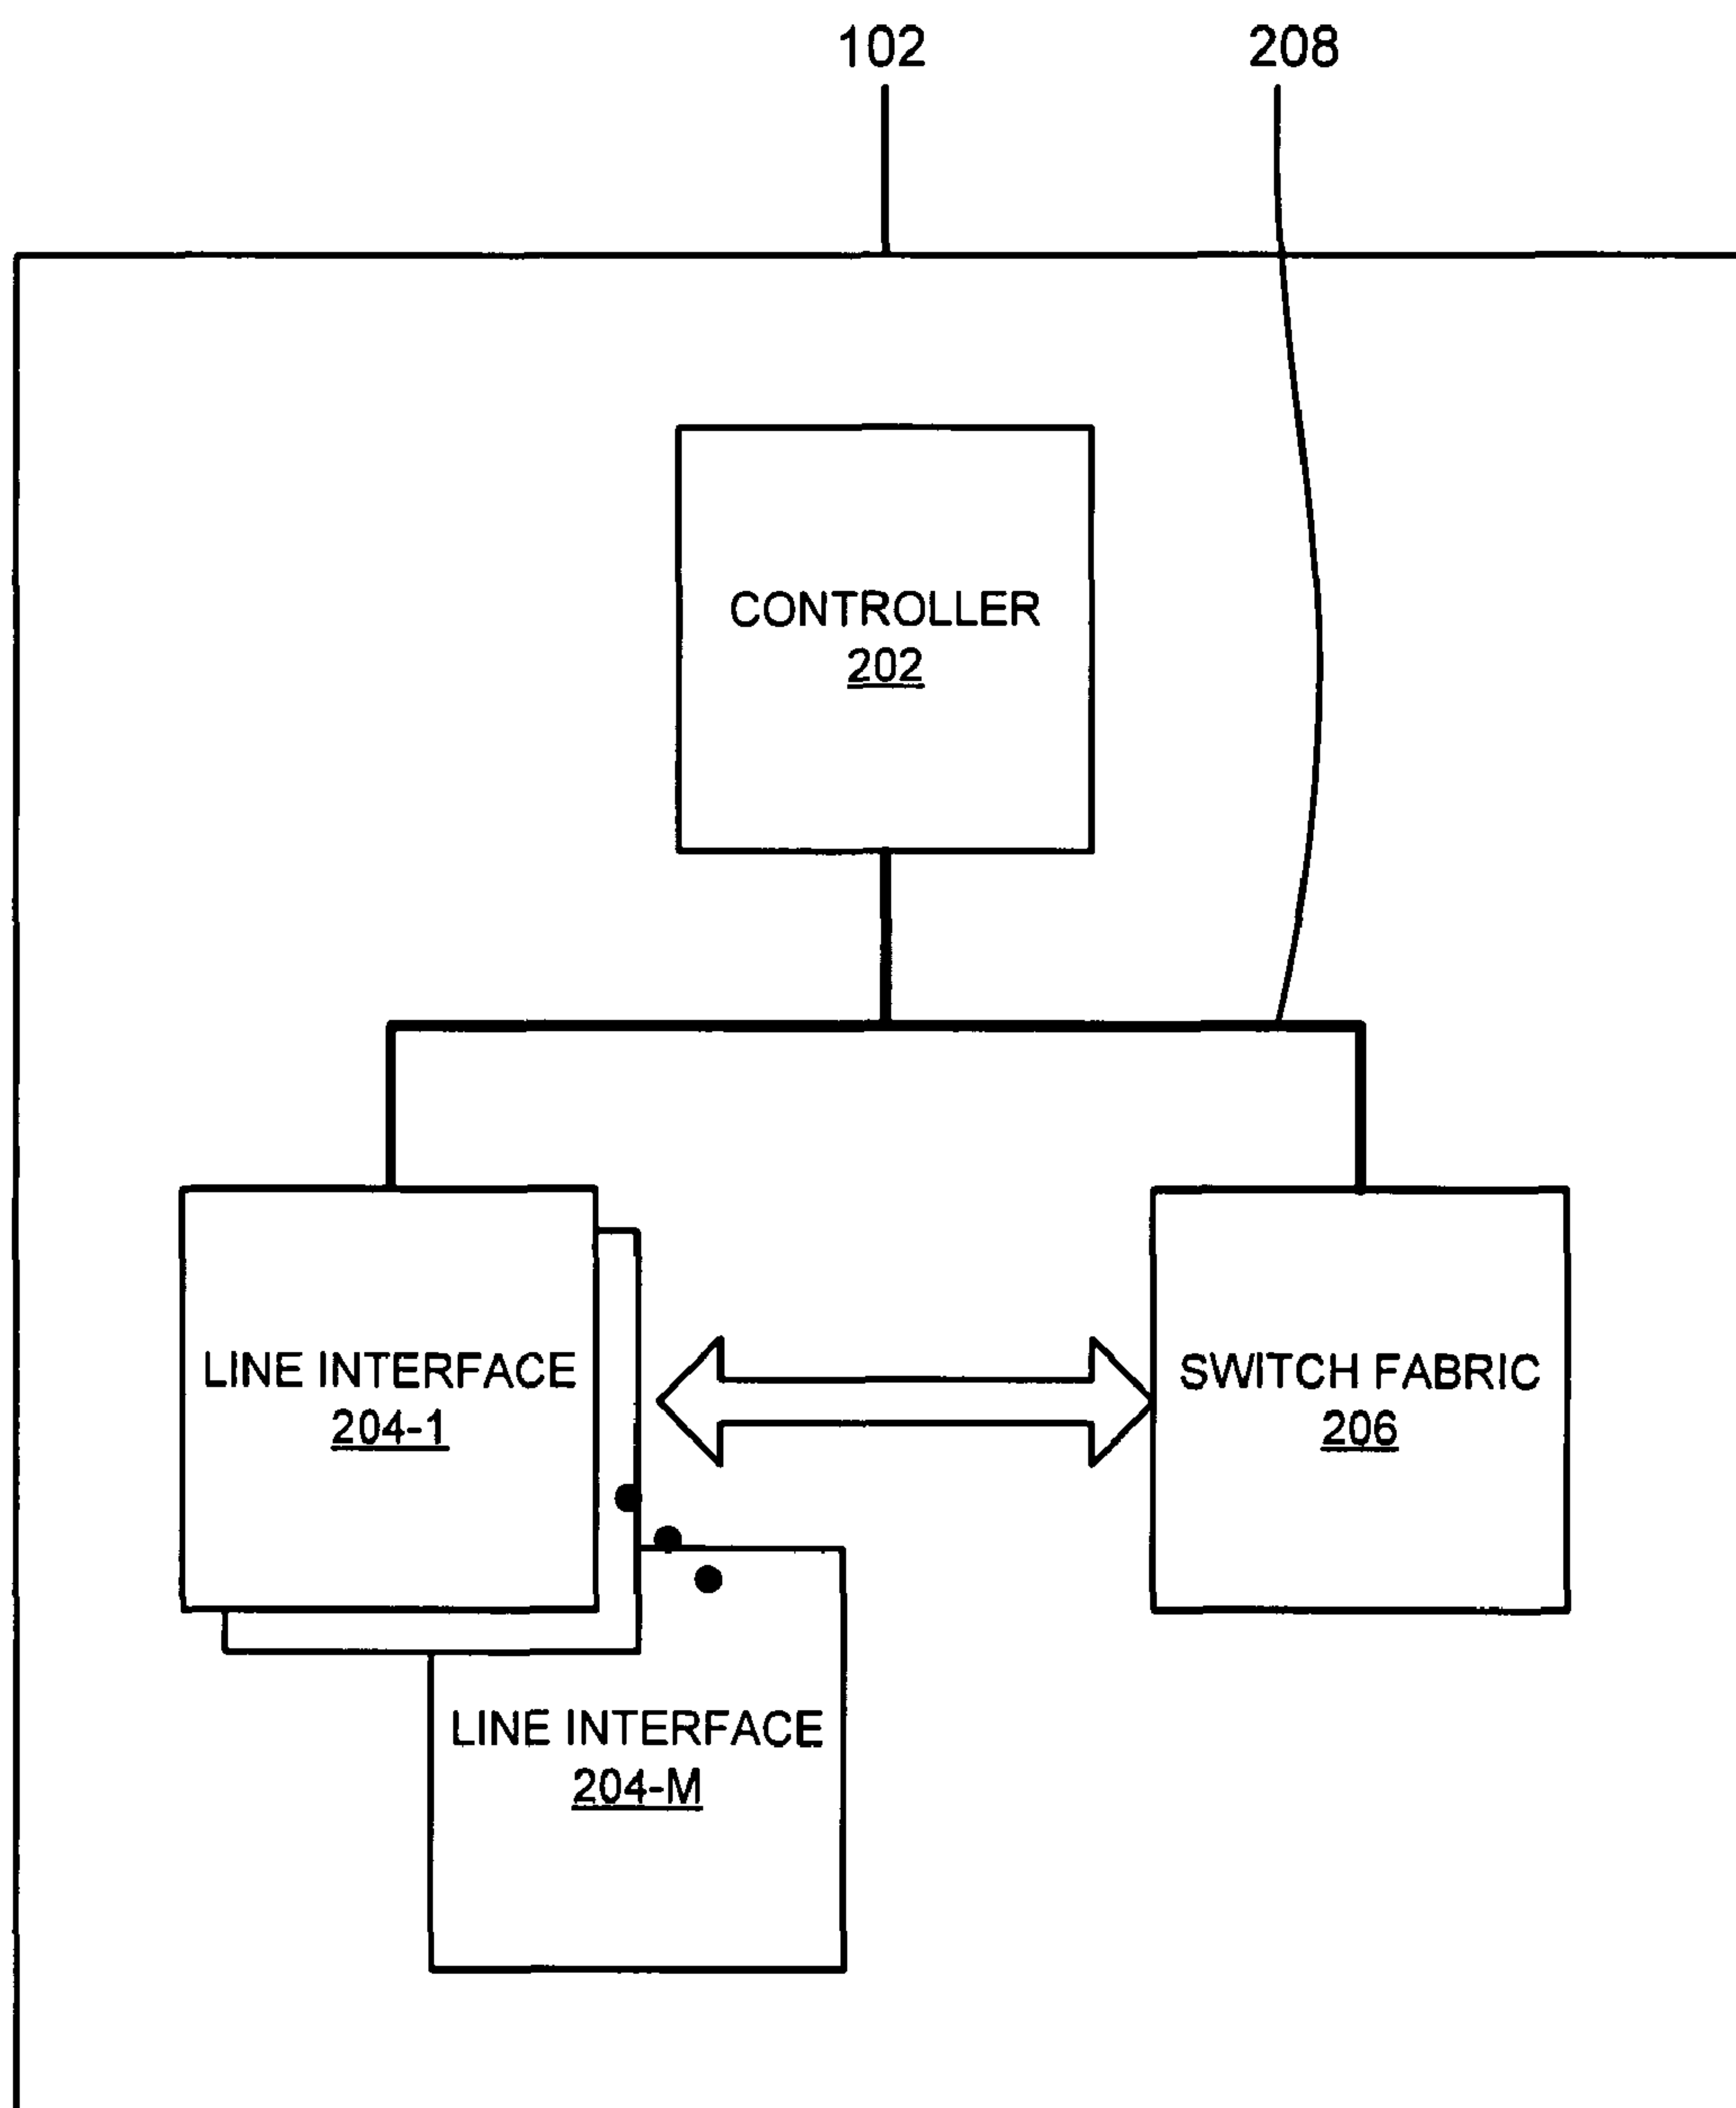 102
208
CONTROLLER
202
LINE INTERFACE
204-1
SWITCH FABRIC
206
LINE INTERFACE
204-M